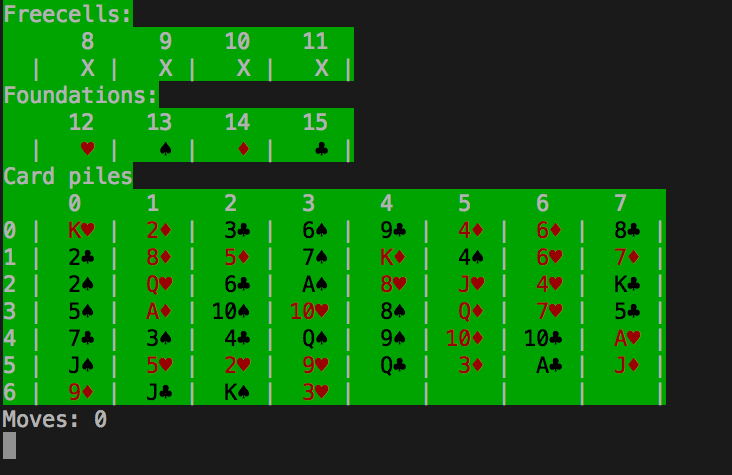 Freecells:
8 9 10 11
| X | X | X | X |
Foundations:
12 13 14 15
| ♥ | ♠ | ♦ | ♣ |
Card piles
0 1 2 3 4 5 6 7
0 | K♥ | 2♦ | 3♣ | 6♠ | 9♣ | 4♦ | 6♦ | 8♣ |
1 | 2♣ | 8♦ | 5♦ | 7♠ | K♦ | 4♠ | 6♥ | 7♦ |
2 | 2♠ | Q♥ | 6♣ | A♠ | 8♥ | J♥ | 4♥ | K♣ |
3 | 5♠ | A♦ | 10♠ | 10♥ | 8♠ | Q♦ | 7♥ | 5♣ |
4 | 7♣ | 3♠ | 4♣ | Q♠ | 9♠ | 10♦ | 10♣ | A♥ |
5 | J♠ | 5♥ | 2♥ | 9♥ | Q♣ | 3♦ | A♣ | J♦ |
6 | 9♦ | J♣ | K♠ | 3♥ | | | | |
Moves: 0